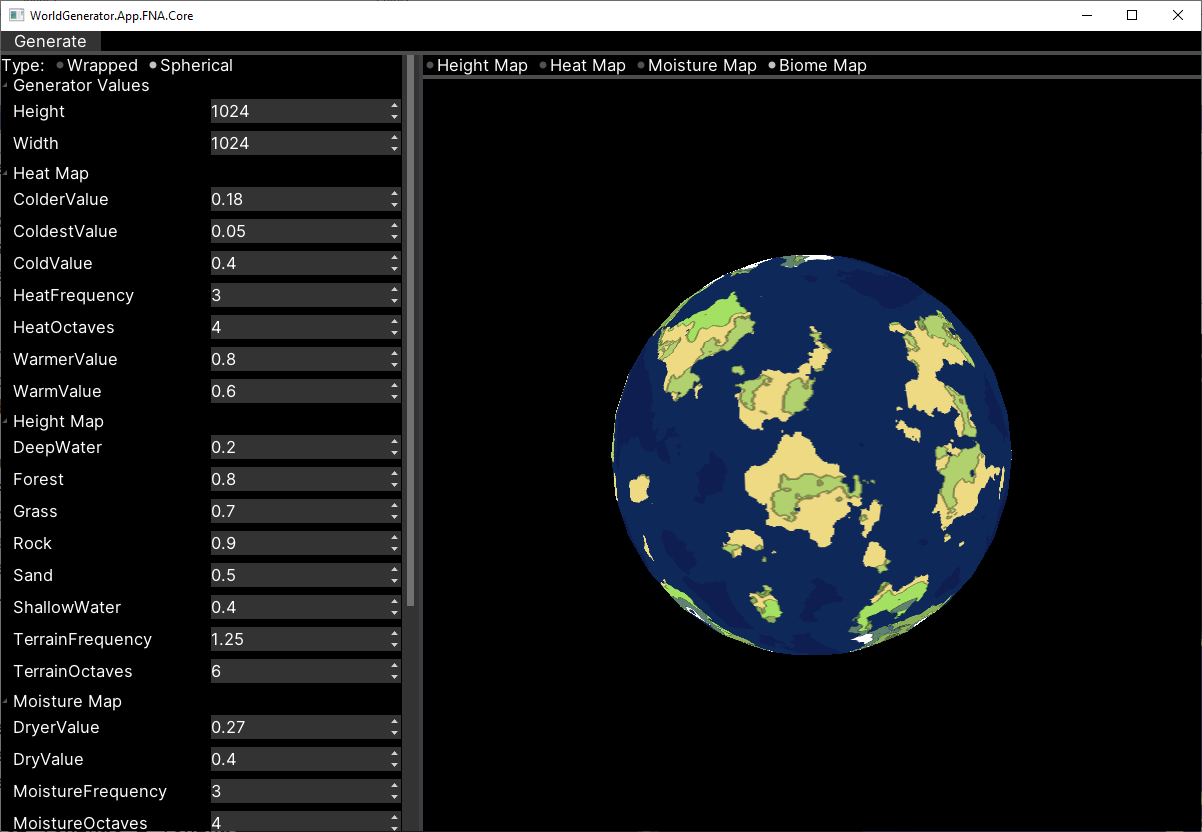 WorldGenerator.App.FNA.Core
Generate
Type: Wrapped Spherical
Generator Values
Height 1024
Width 1024
Heat Map
ColderValue 0.18
ColdestValue 0.05
ColdValue 0.4
HeatFrequency 3
HeatOctaves 4
WarmerValue 0.8
WarmValue 0.6
Height Map
DeepWater 0.2
Forest 0.8
Grass 0.7
Rock 0.9
Sand 0.5
ShallowWater 0.4
TerrainFrequency 1.25
TerrainOctaves 6
Moisture Map
DryerValue 0.27
DryValue 0.4
MoistureFrequency 3
MoistureOctaves 4
Height Map Heat Map Moisture Map Biome Map